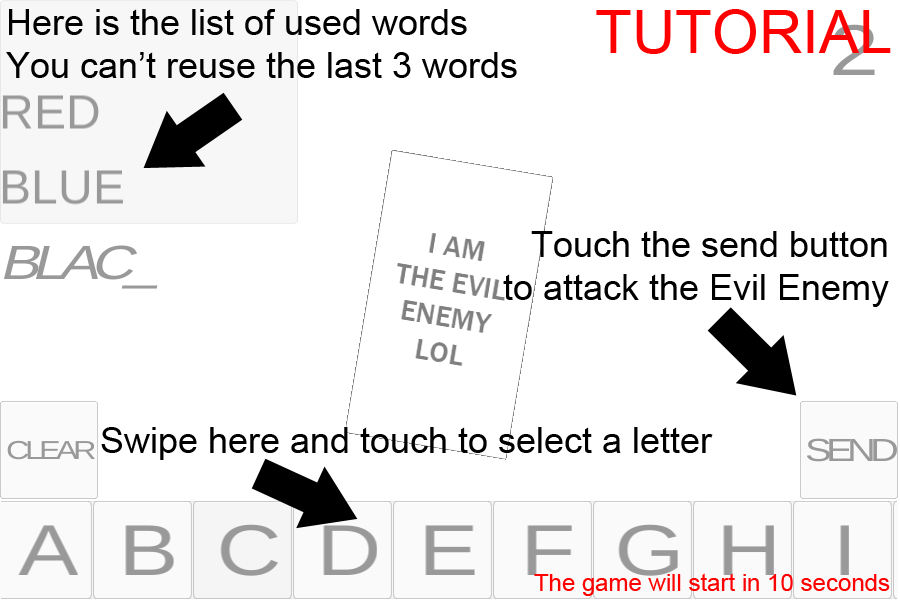 Here is the list of used words
You can't reuse the last 3 words
TUTORIAL
2
RED
BLUE
BLAC_
I AM
THE EVIL
ENEMY
LOL
Touch the send button
to attack the Evil Enemy
CLEAR
Swipe here and touch to select a letter
SEND
A B C D E F G H I
The game will start in 10 seconds